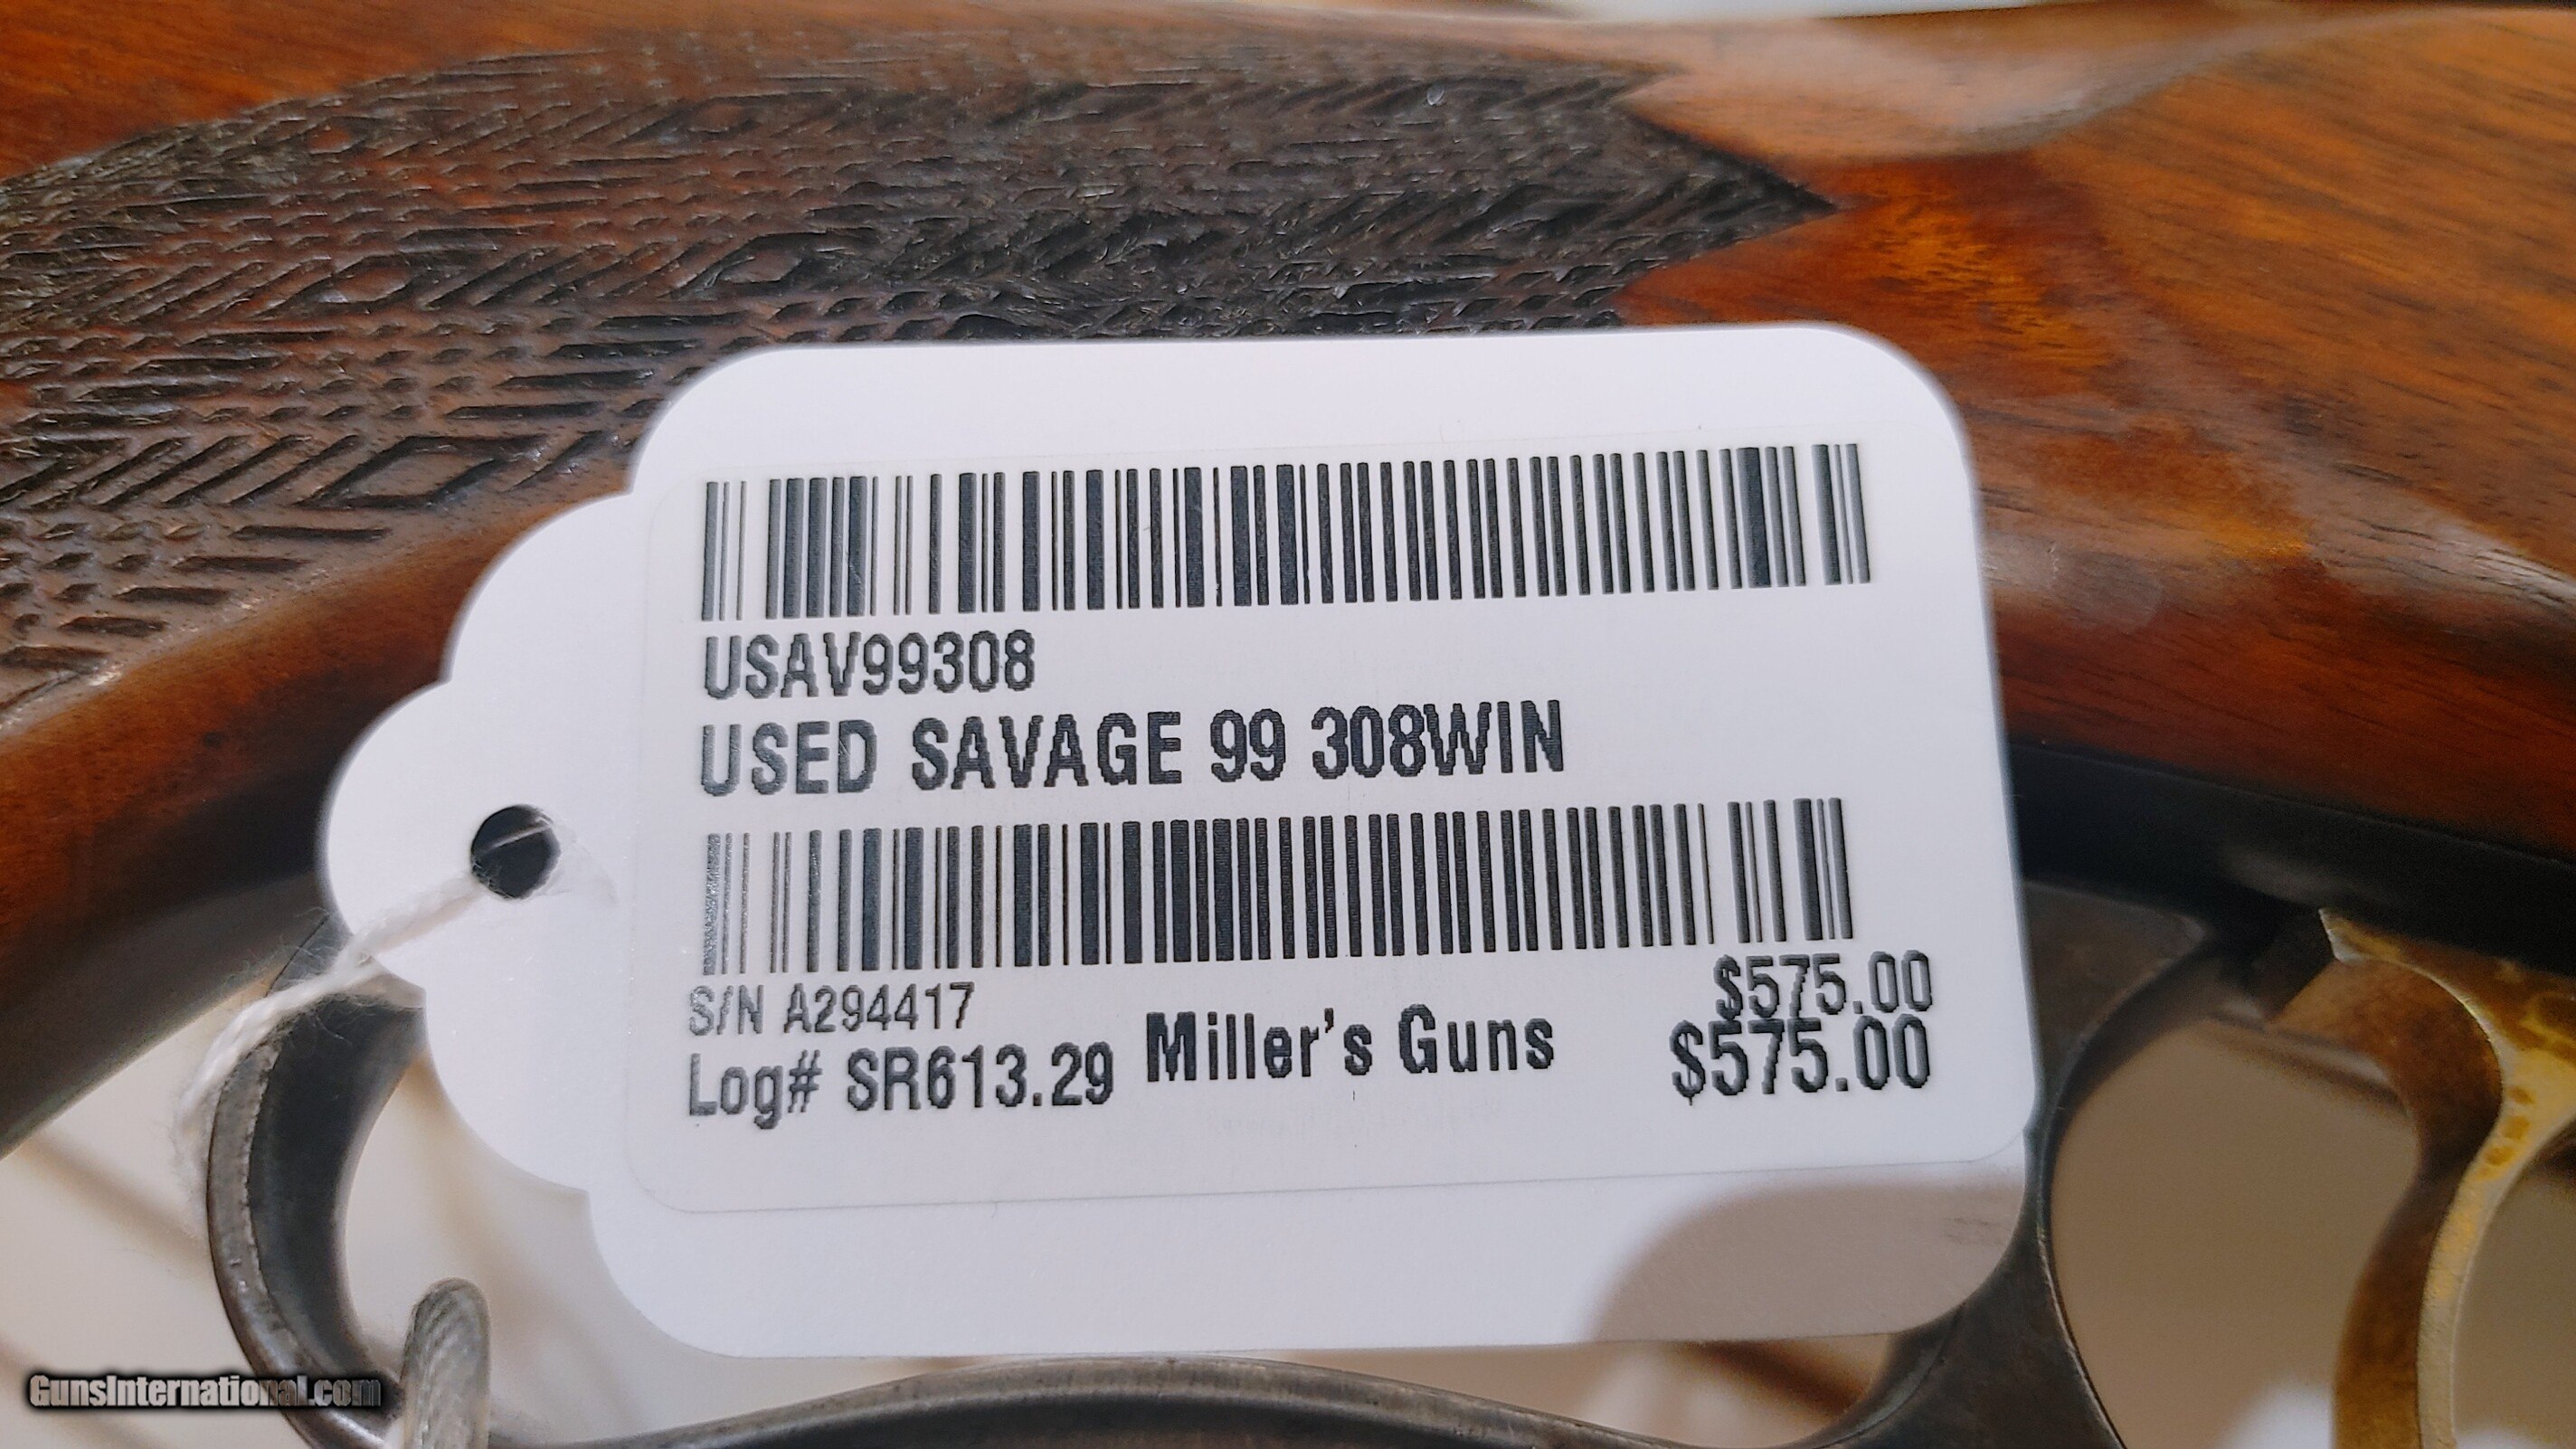 USAV99308
USED SAVAGE 99 308WIN
S/N A294417
$575.00
Log# SR613.29
Miller's Guns
$575.00
GunsInternational.com